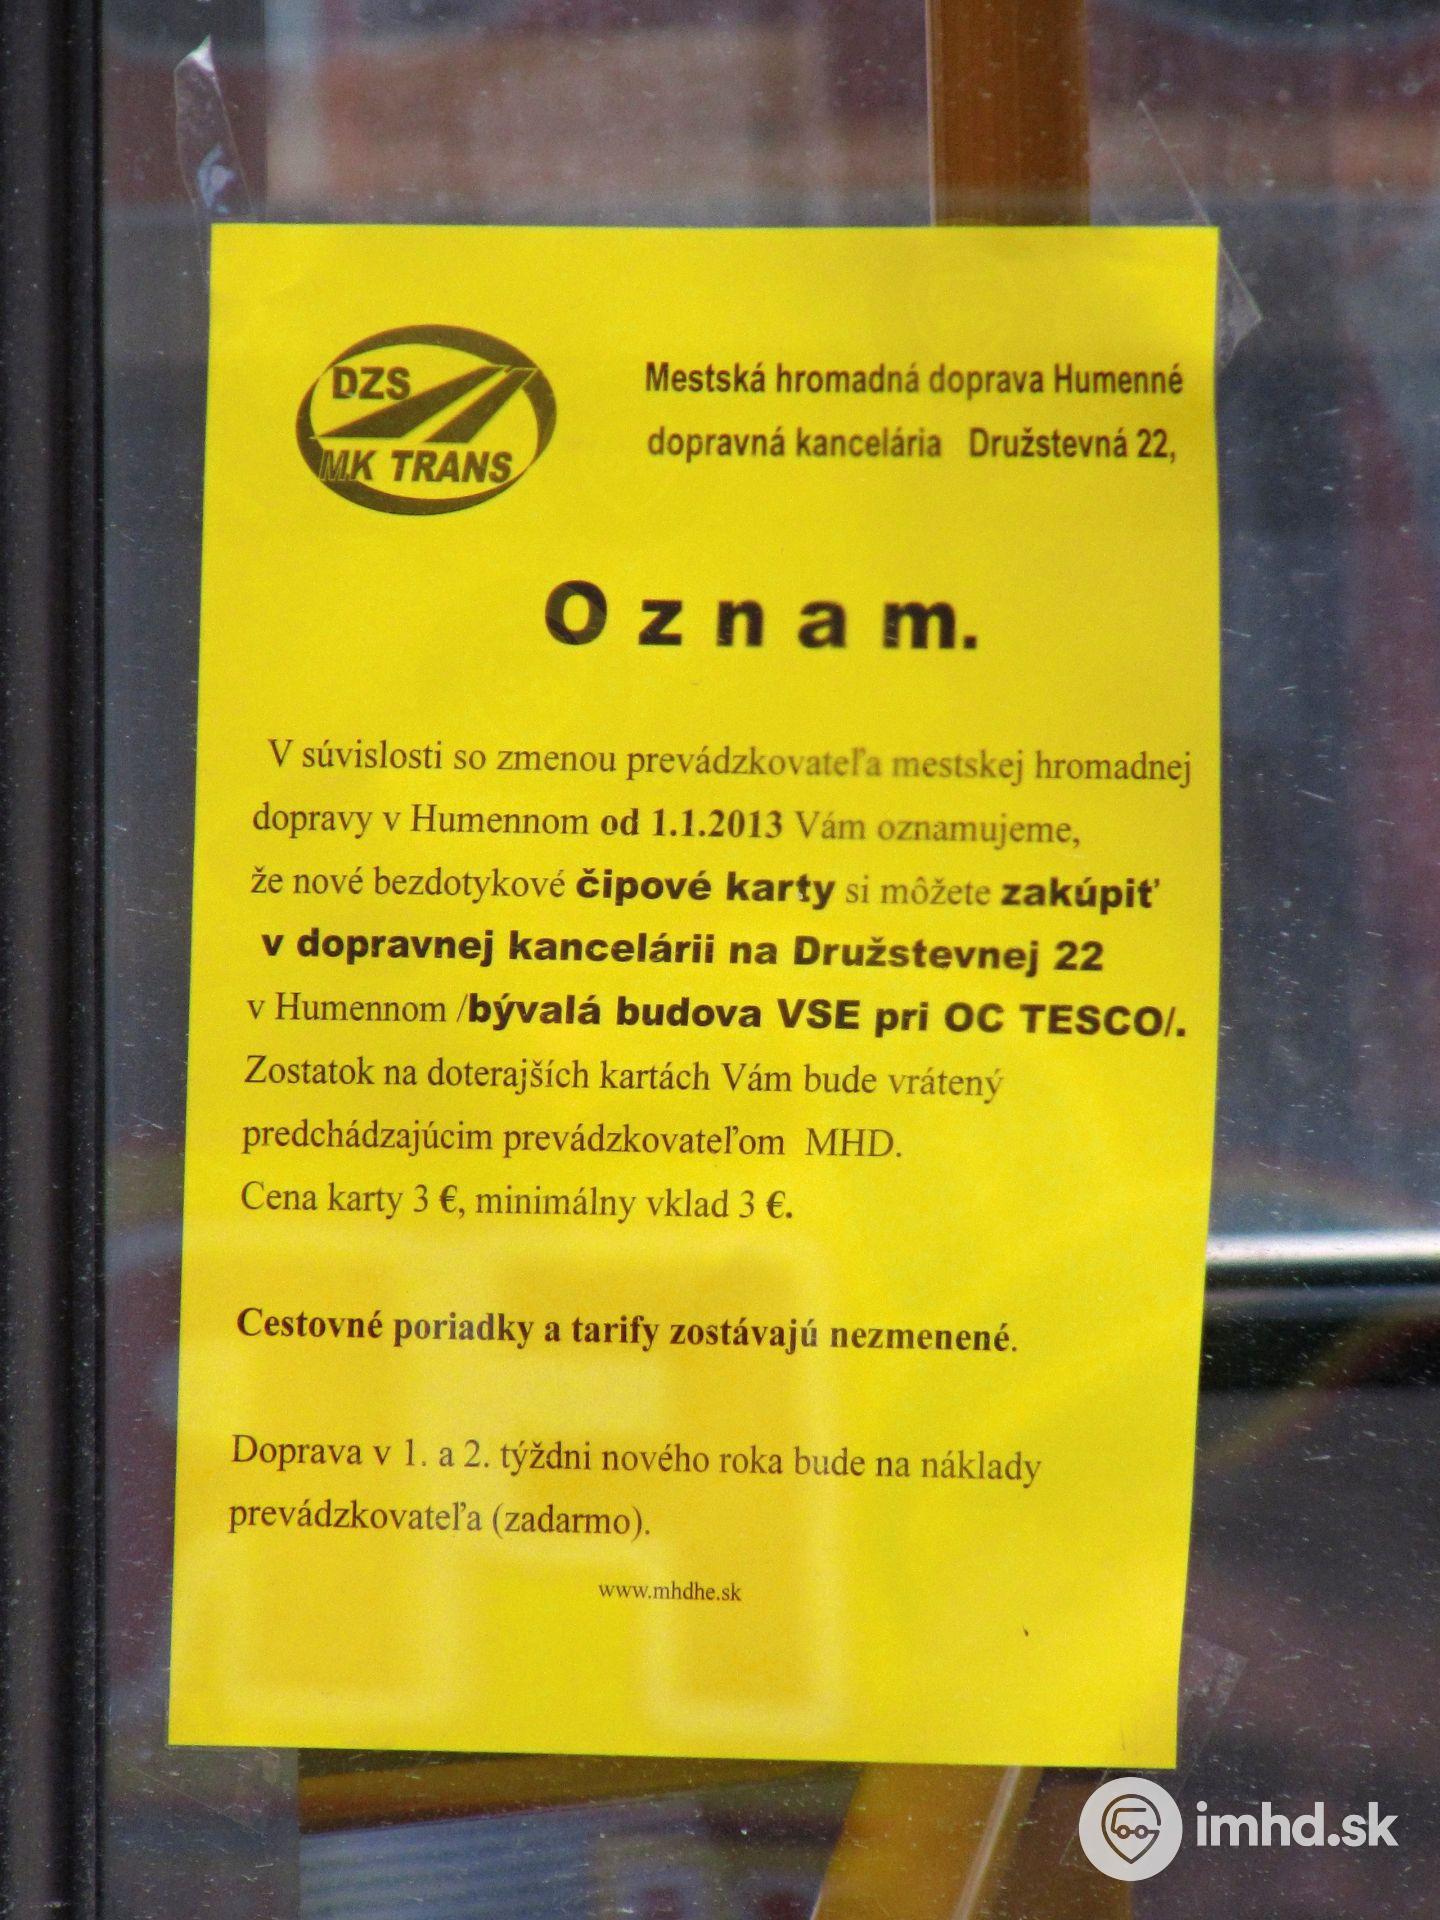 DZS
MK TRANS
Mestská hromadná doprava Humenné
dopravná kancelária Družstevná 22,
Oznam.
V súvislosti so zmenou prevádzkovateľa mestskej hromadnej
dopravy v Humennom od 1.1.2013 Vám oznamujeme,
že nové bezdotykové čipové karty si môžete zakúpiť
v dopravnej kancelárii na Družstevnej 22
v Humennom /bývalá budova VSE pri OC TESCO/.
Zostatok na doterajších kartách Vám bude vrátený
predchádzajúcim prevádzkovateľom MHD.
Cena karty 3 €, minimálny vklad 3 €.
Cestovné poriadky a tarify zostávajú nezmenené.
Doprava v 1. a 2. týždni nového roka bude na náklady
prevádzkovateľa (zadarmo).
www.mhdhe.sk
imhd.sk